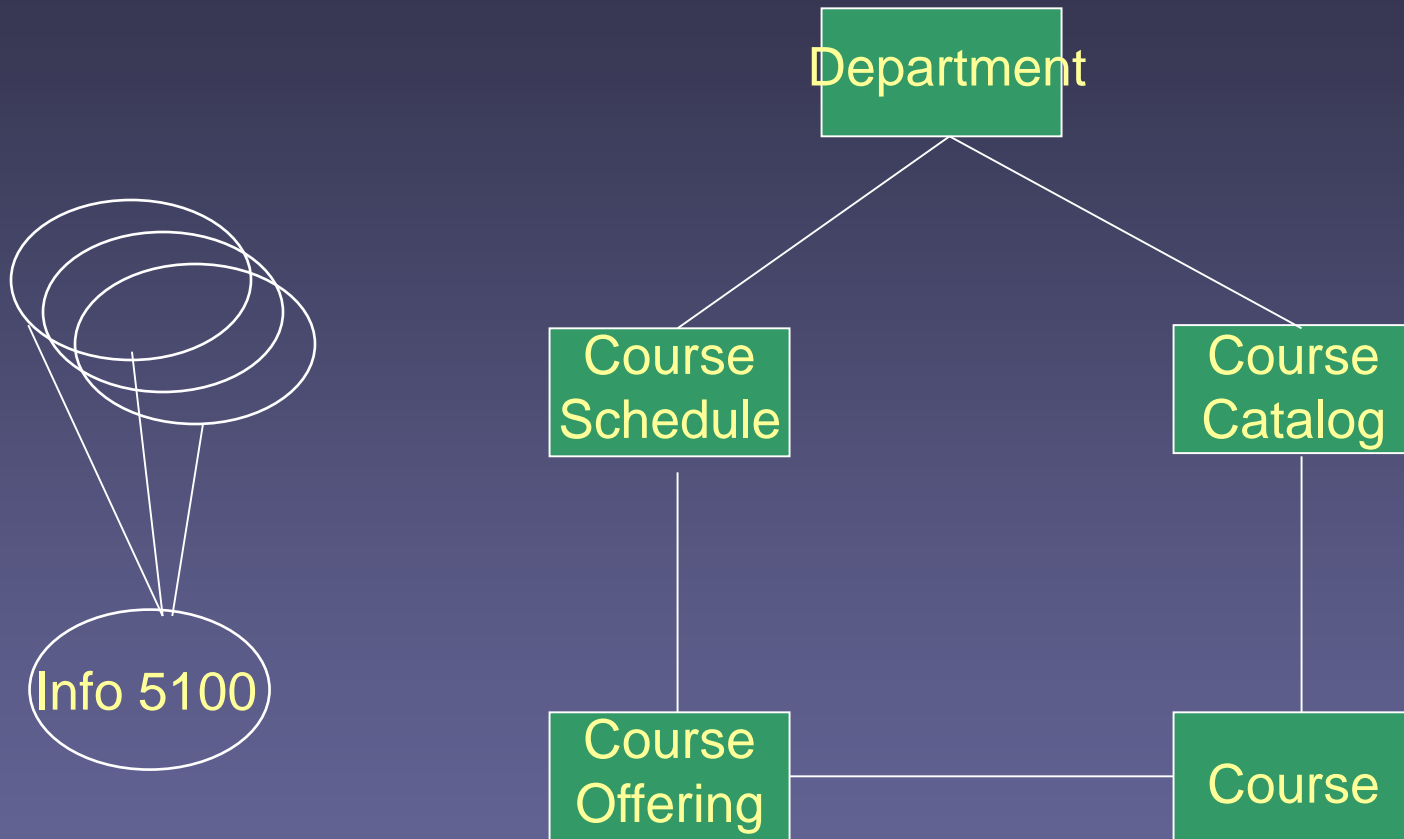 Department
Course
Schedule
Course
Catalog
Info 5100
Course
Offering
Course